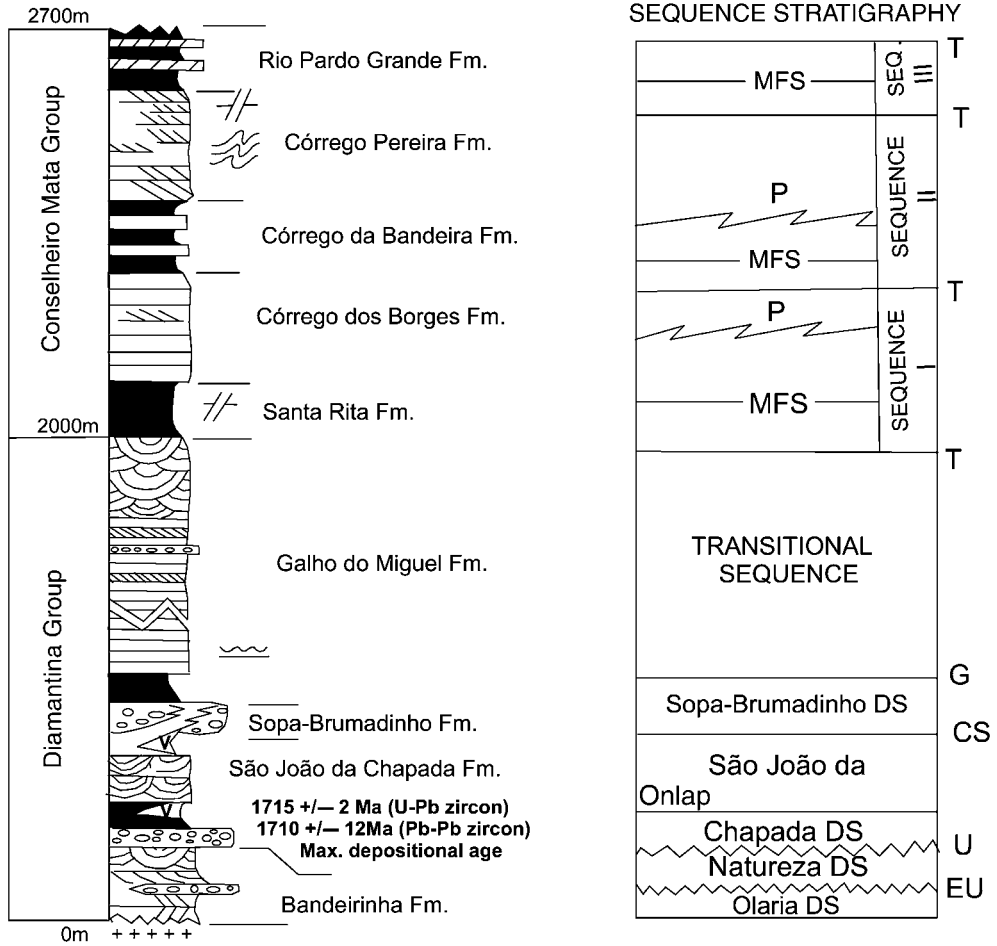 2700m
Conselheiro Mata Group
2000m
Diamantina Group
0m
Rio Pardo Grande Fm.
Córrego Pereira Fm.
Córrego da Bandeira Fm.
Córrego dos Borges Fm.
Santa Rita Fm.
Galho do Miguel Fm.
Sopa-Brumadinho Fm.
V
São João da Chapada Fm.
V
1715 +/— 2 Ma (U-Pb zircon)
1710 +/— 12Ma (Pb-Pb zircon)
Max. depositional age
Bandeirinha Fm.
+ + + + +
SEQUENCE STRATIGRAPHY
T
MFS
SEQ. III
T
P
MFS
SEQUENCE II
T
P
MFS
SEQUENCE I
T
TRANSITIONAL
SEQUENCE
G
Sopa-Brumadinho DS
CS
São João da
Onlap
Chapada DS
U
Natureza DS
EU
Olaria DS